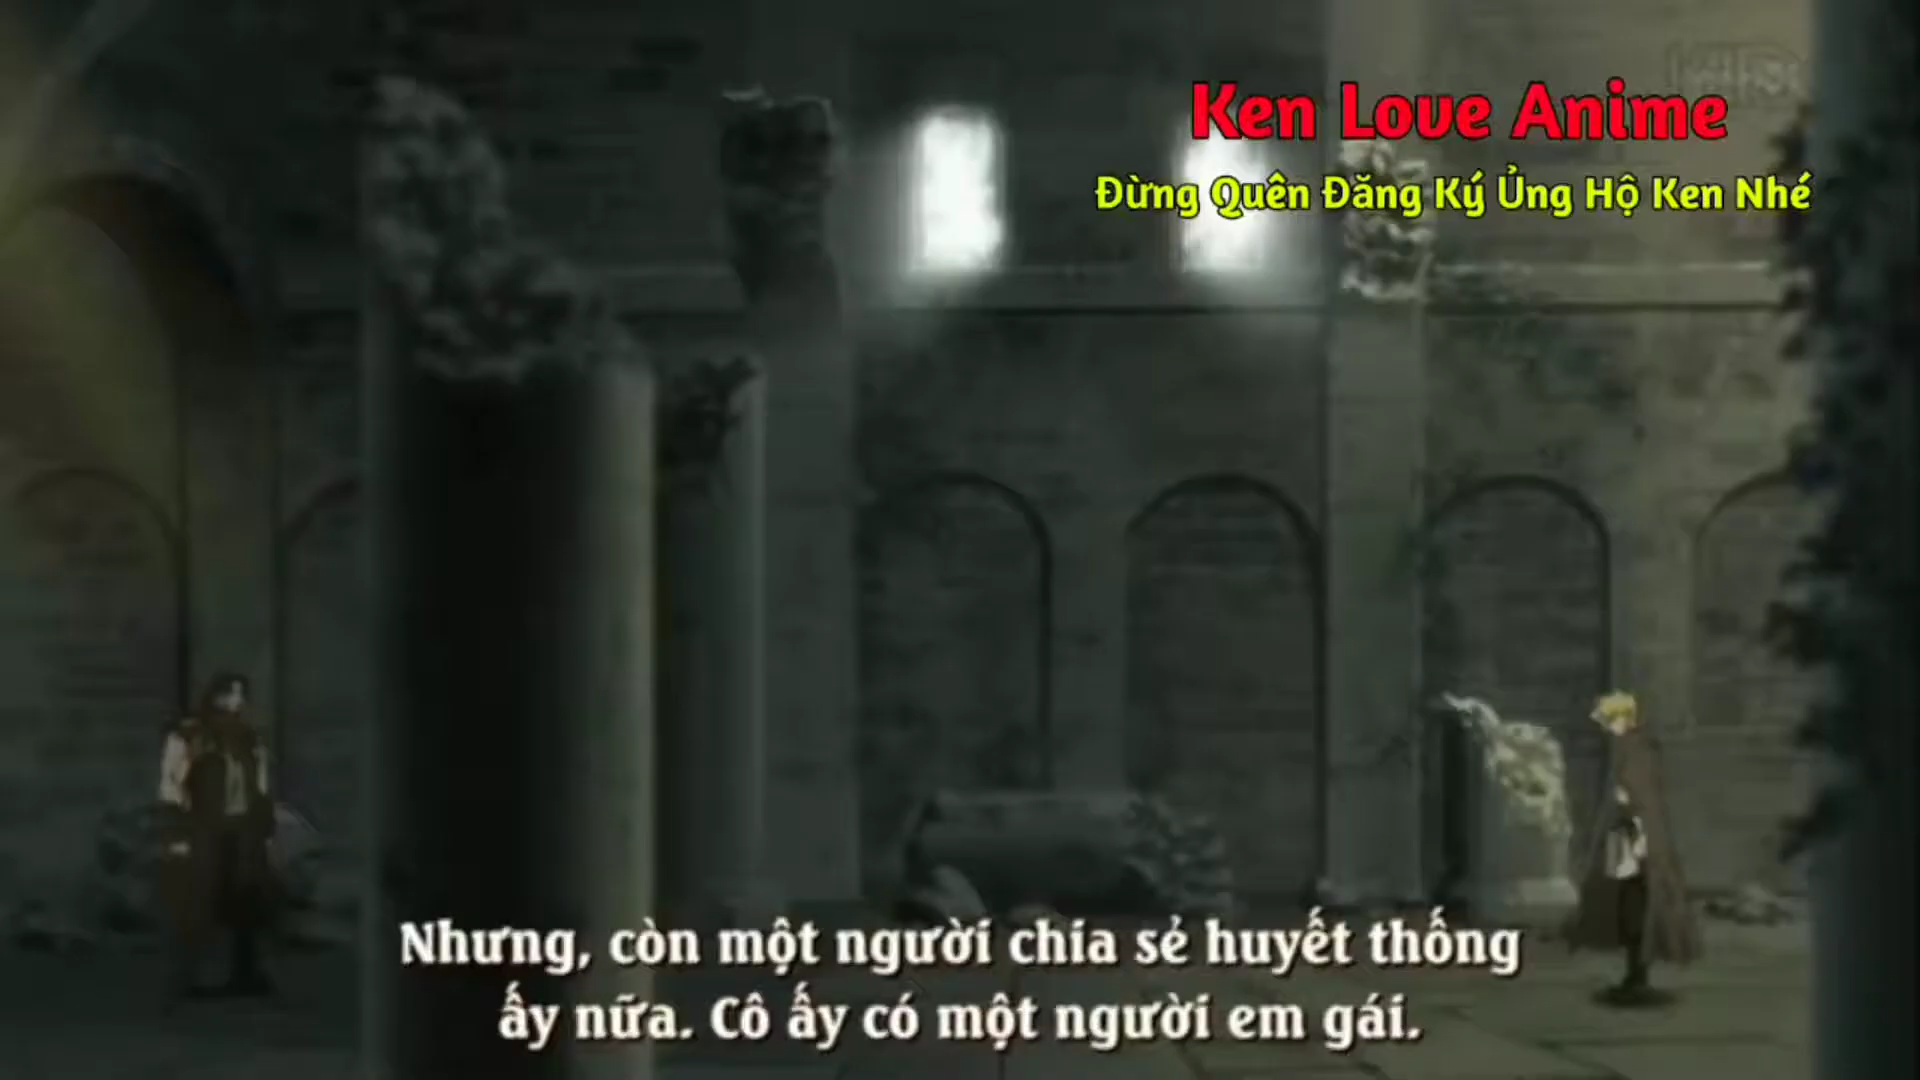 Ken Love Anime
Đừng Quên Đăng Ký Ủng Hộ Ken Nhé
Nhưng, còn một người chia sẻ huyết thống
ấy nữa. Cô ấy có một người em gái.